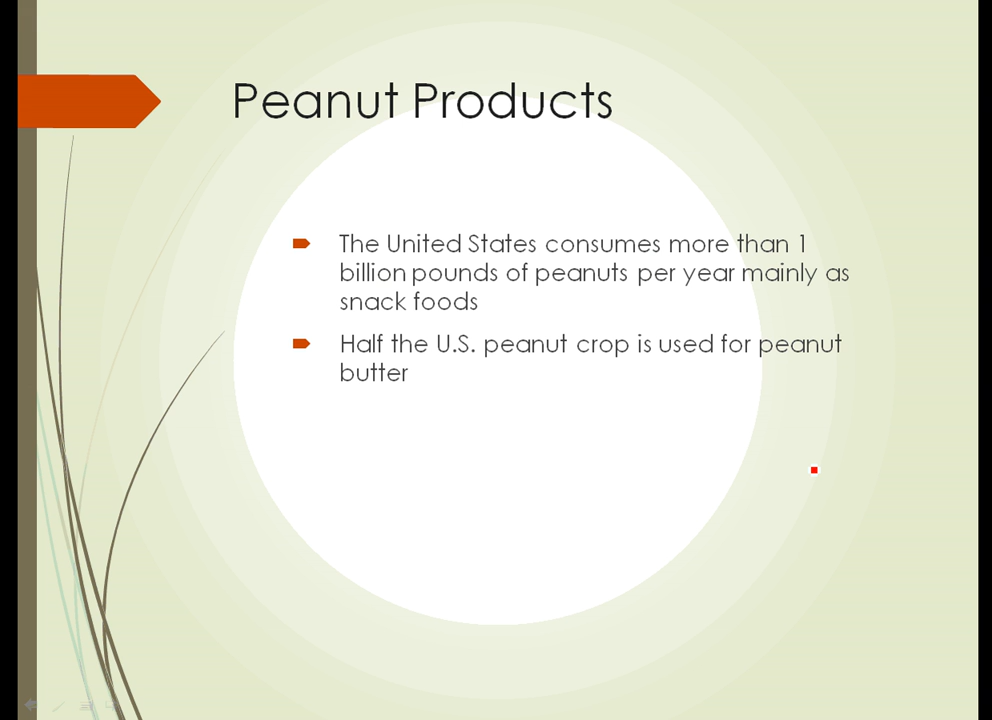 Peanut Products
The United States consumes more than 1
billion pounds of peanuts per year mainly as
snack foods
Half the U.S. peanut crop is used for peanut
butter